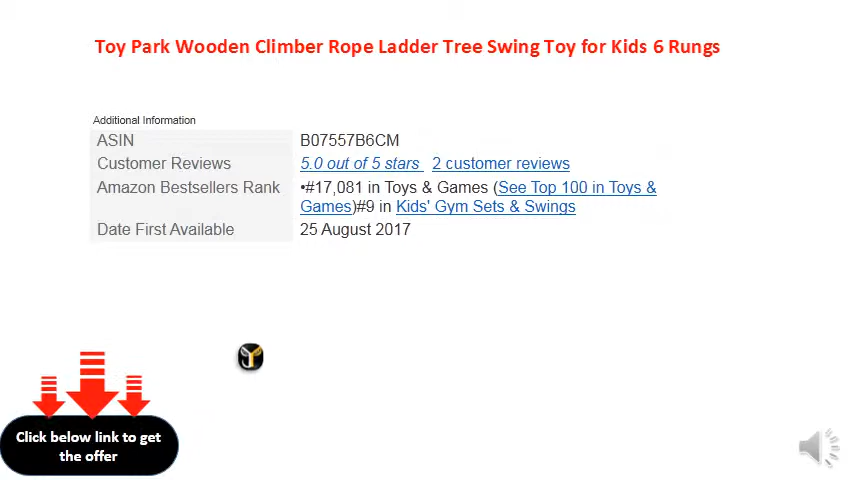 Toy Park Wooden Climber Rope Ladder Tree Swing Toy for Kids 6 Rungs
Additional Information
ASIN B07557B6CM
Customer Reviews 5.0 out of 5 stars 2 customer reviews
Amazon Bestsellers Rank •#17,081 in Toys & Games (See Top 100 in Toys &
Games)#9 in Kids' Gym Sets & Swings
Date First Available 25 August 2017
Click below link to get
the offer